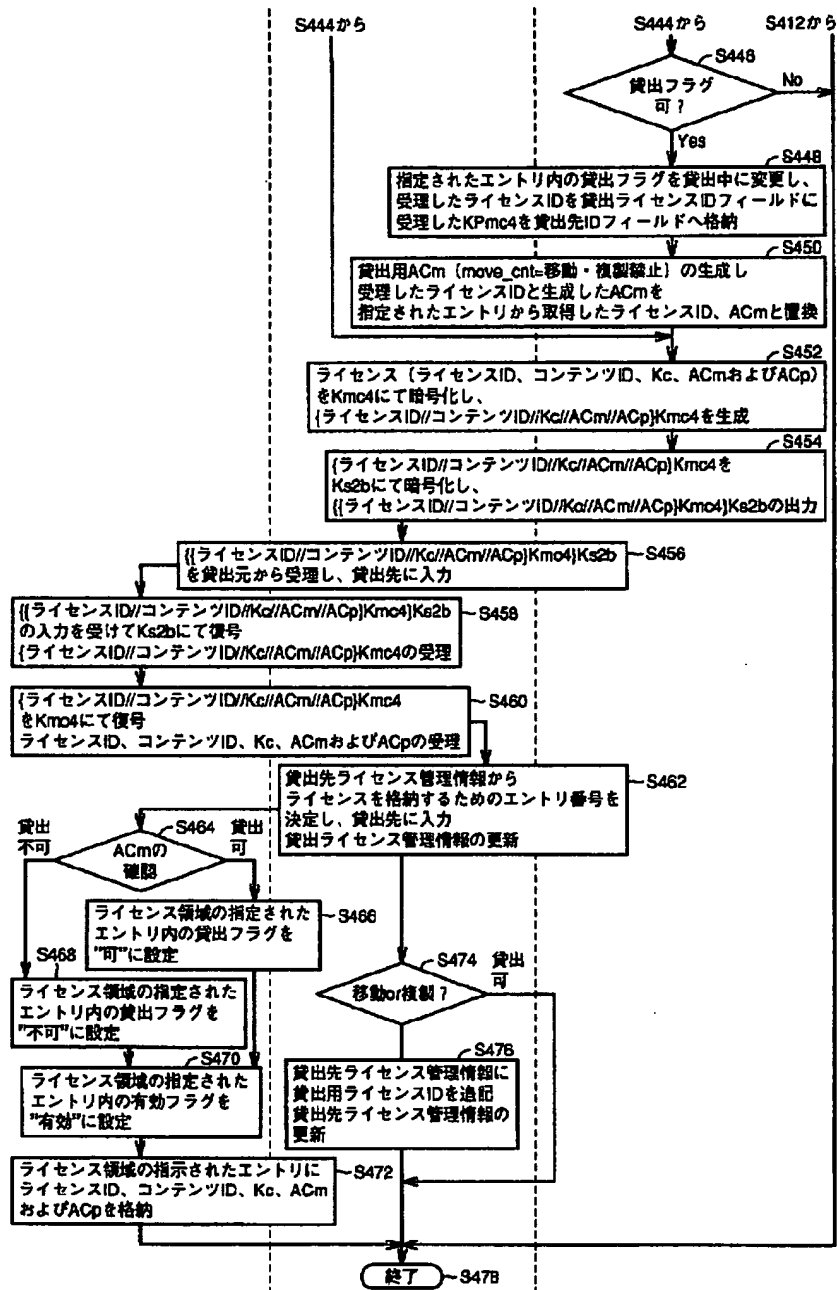 S444から
S444から
S412から
S446
貸出フラグ
可？
No
Yes
S448
指定されたエントリ内の貸出フラグを貸出中に変更し、
受理したライセンスIDを貸出ライセンスIDフィールドに
受理したKPmc4を貸出先IDフィールドへ格納
S450
貸出用ACm｛move_cnt=移動・複製禁止｝の生成し
受理したライセンスIDと生成したACmを
指定されたエントリから取得したライセンスID、ACmと置換
S452
ライセンス（ライセンスID、コンテンツID、Kc、ACmおよびACp）
をKmc4にて暗号化し、
{ライセンスID//コンテンツID//Kc//ACm//ACp}Kmc4を生成
S454
{ライセンスID//コンテンツID//Kc//ACm//ACp}Kmc4を
Ks2bにて暗号化し、
{{ライセンスID//コンテンツID//Kc//ACm//ACp}Kmc4}Ks2bの出力
{{ライセンスID//コンテンツID//Kc//ACm//ACp}Kmc4}Ks2b
を貸出元から受理し、貸出先に入力
S456
{{ライセンスID//コンテンツID//Kc//ACm//ACp}Kmc4}Ks2b
の入力を受けてKs2bにて復号
{ライセンスID//コンテンツID//Kc//ACm//ACp}Kmc4の受理
S458
{ライセンスID//コンテンツID//Kc//ACm//ACp}Kmc4
をKmc4にて復号
ライセンスID、コンテンツID、Kc、ACmおよびACpの受理
S460
貸出先ライセンス管理情報から
ライセンスを格納するためのエントリ番号を
決定し、貸出先に入力
貸出ライセンス管理情報の更新
S462
貸出
不可
S464
貸出
可
ACmの
確認
ライセンス領域の指定された
エントリ内の貸出フラグを
"可"に設定
S466
S468
ライセンス領域の指定された
エントリ内の貸出フラグを
"不可"に設定
S474
貸出
可
移動or複製？
S470
ライセンス領域の指定された
エントリ内の有効フラグを
"有効"に設定
S476
貸出先ライセンス管理情報に
貸出用ライセンスIDを追記
貸出先ライセンス管理情報の
更新
ライセンス領域の指示されたエントリに
ライセンスID、コンテンツID、Kc、ACm
およびACpを格納
S472
終了
S478